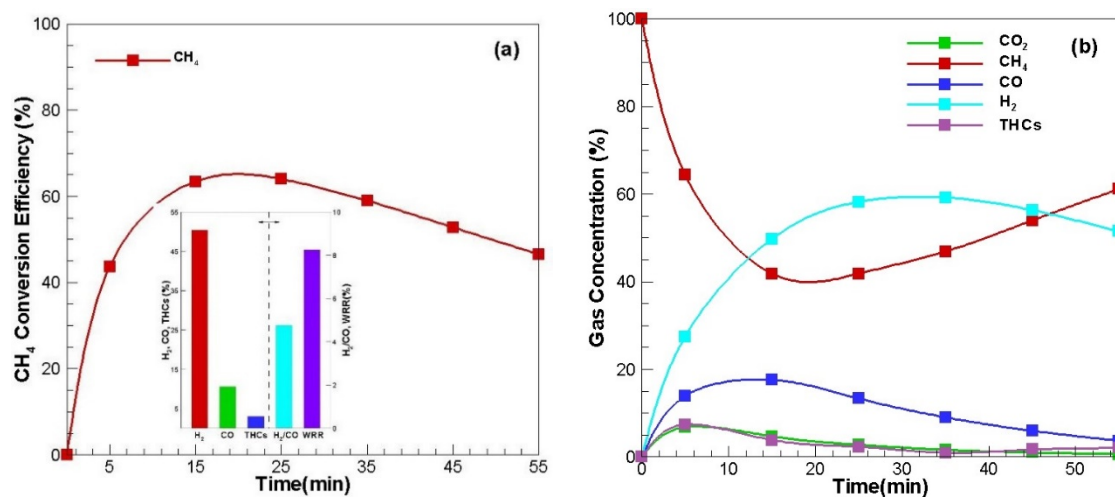 (a)
CH₄
CH₄ Conversion Efficiency (%)
100
80
60
40
20
0
5
15
25
35
45
55
Time(min)
H₂, CO, THCs (%)
55
45
35
25
15
5
H₂
CO
THCs
H₂/CO
WRR
10
8
6
4
2
0
H₂/CO, WRR(%)
(b)
CO₂
CH₄
CO
H₂
THCs
Gas Concentration (%)
100
80
60
40
20
0
0
10
20
30
40
50
Time(min)